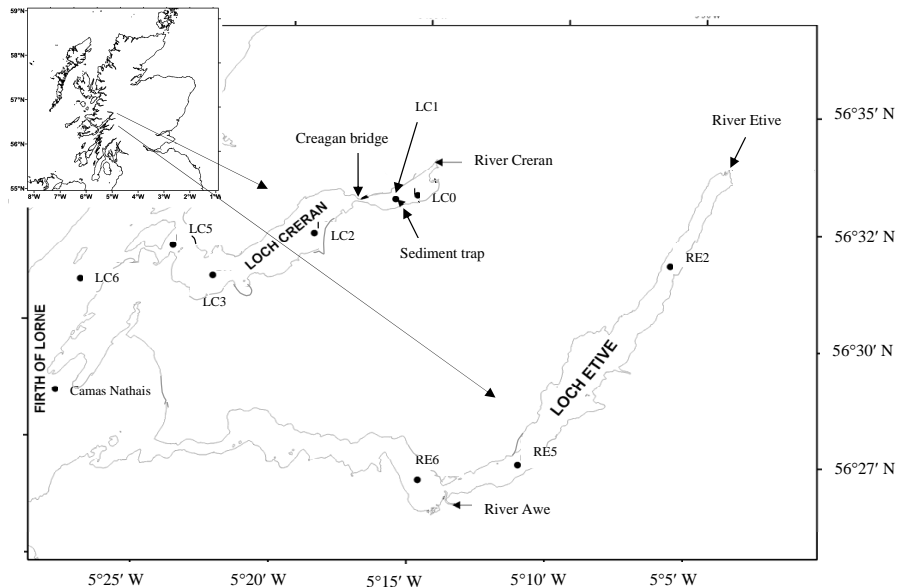 59°N
58°N
57°N
56°N
55°N
8°W 7°W 6°W 5°W 4°W 3°W 2°W 1°W
LC1
56°35' N
River Etive
Creagan bridge
River Creran
LC0
LOCH CRERAN
LC5
LC2
56°32' N
Sediment trap
RE2
LC6
LC3
FIRTH OF LORNE
56°30' N
LOCH ETIVE
Camas Nathais
RE6
RE5
56°27' N
River Awe
5°25' W 5°20' W 5°15' W 5°10' W 5°5' W